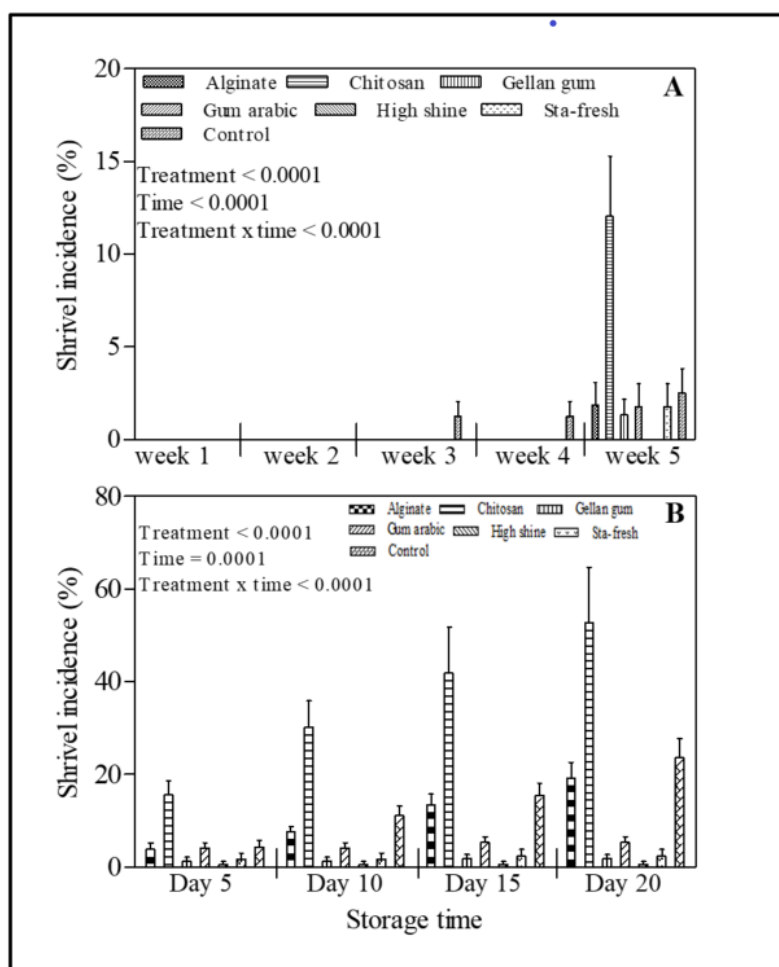 20
15
10
5
0
Shrivel incidence (%)
Alginate Chitosan Gellan gum
Gum arabic High shine Sta-fresh
Control
A
Treatment < 0.0001
Time < 0.0001
Treatment x time < 0.0001
week 1 week 2 week 3 week 4 week 5
80
60
40
20
0
Shrivel incidence (%)
Alginate Chitosan Gellan gum
Gum arabic High shine Sta-fresh
Control
B
Treatment < 0.0001
Time = 0.0001
Treatment x time < 0.0001
Day 5 Day 10 Day 15 Day 20
Storage time